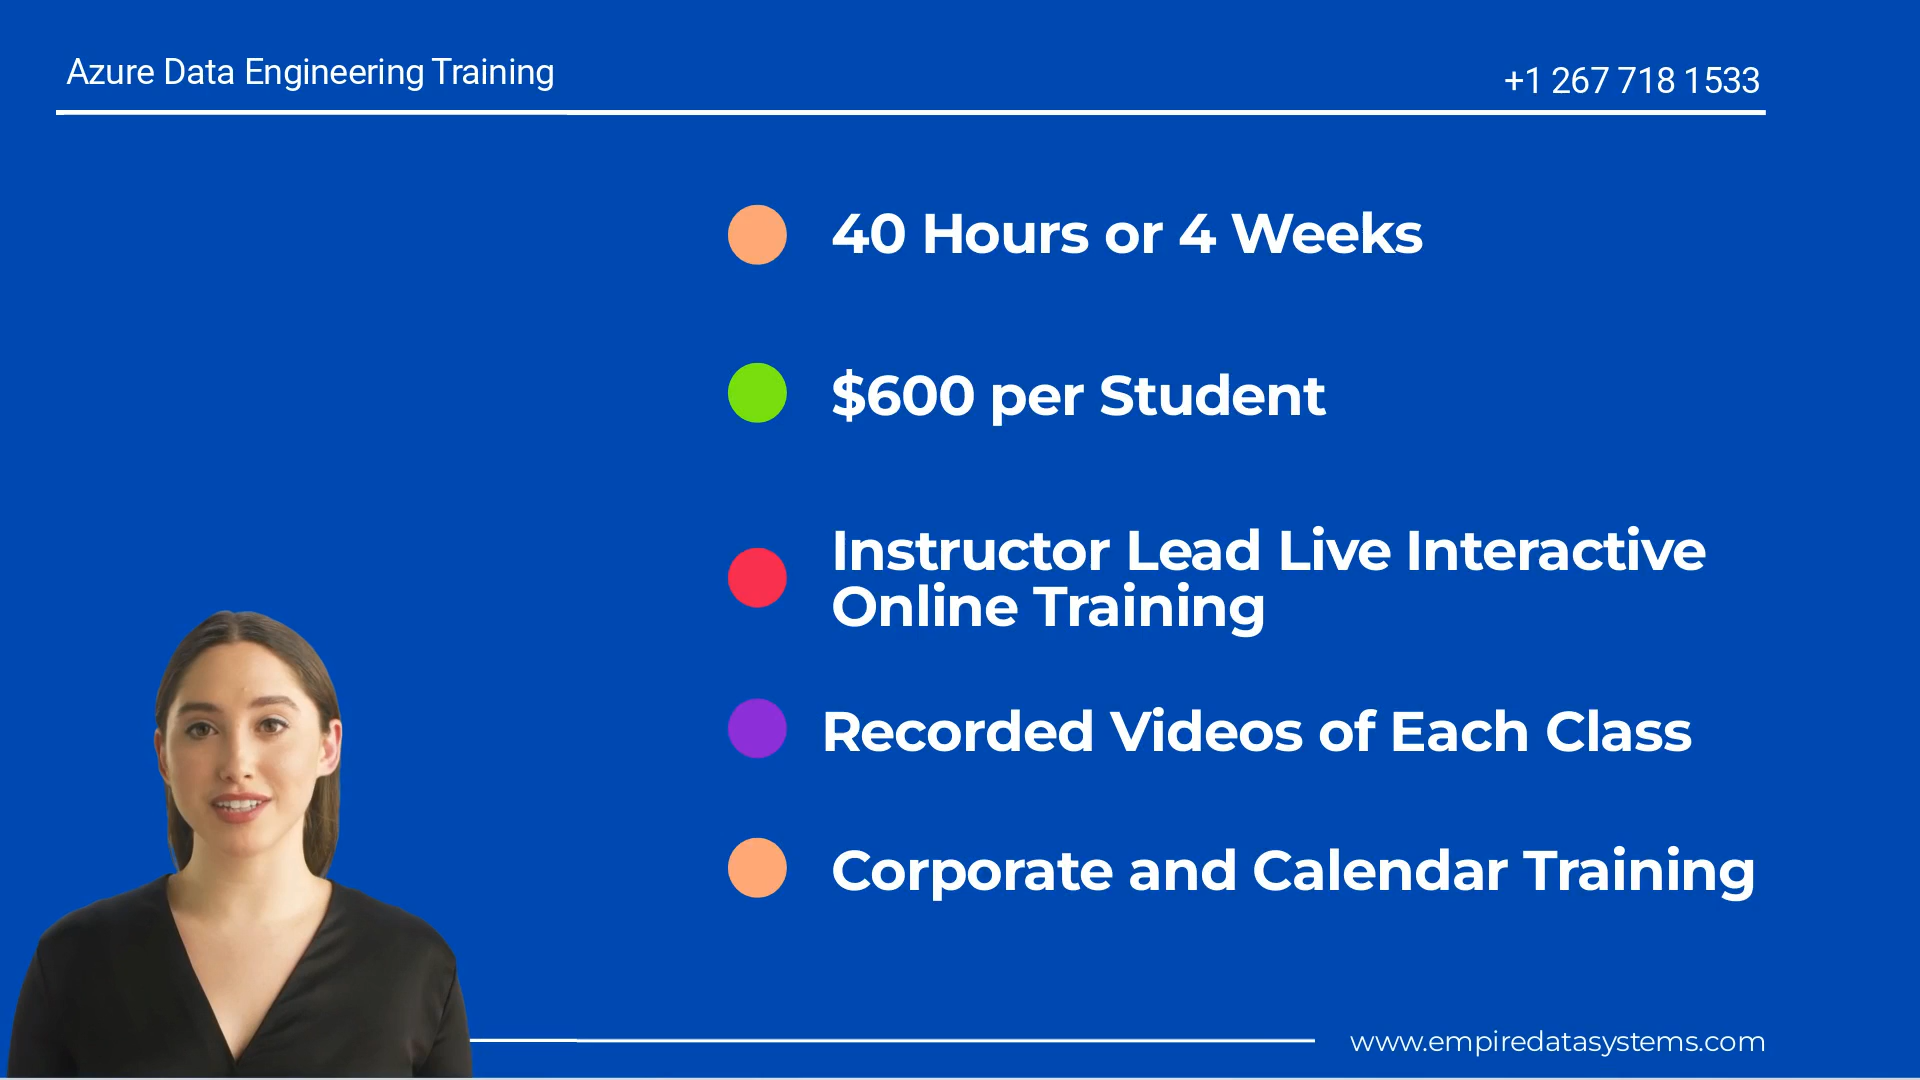 Azure Data Engineering Training
+1 267 718 1533
40 Hours or 4 Weeks
$600 per Student
Instructor Lead Live Interactive
Online Training
Recorded Videos of Each Class
Corporate and Calendar Training
www.empiredatasystems.com